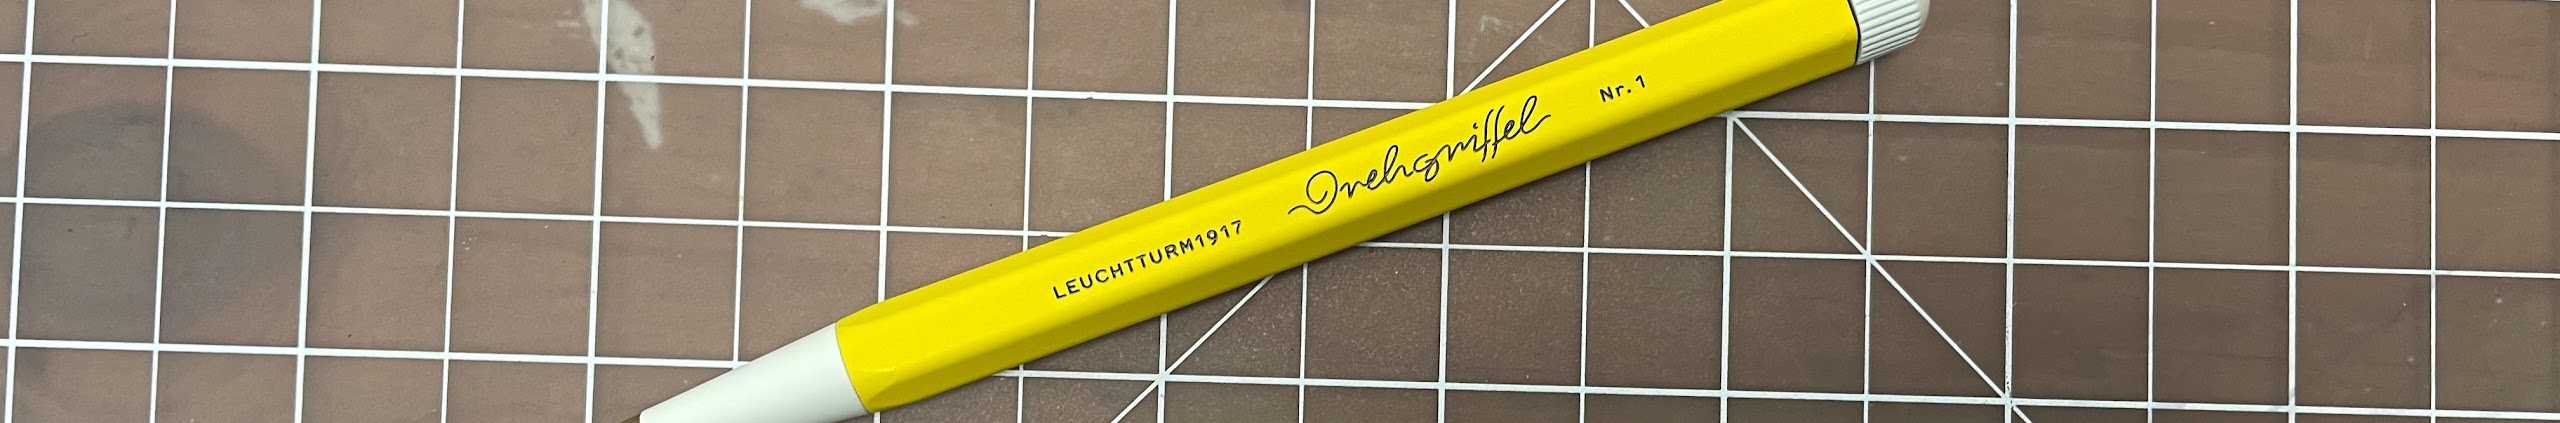 LEUCHTTURM1917 Drehgriffel Nr. 1